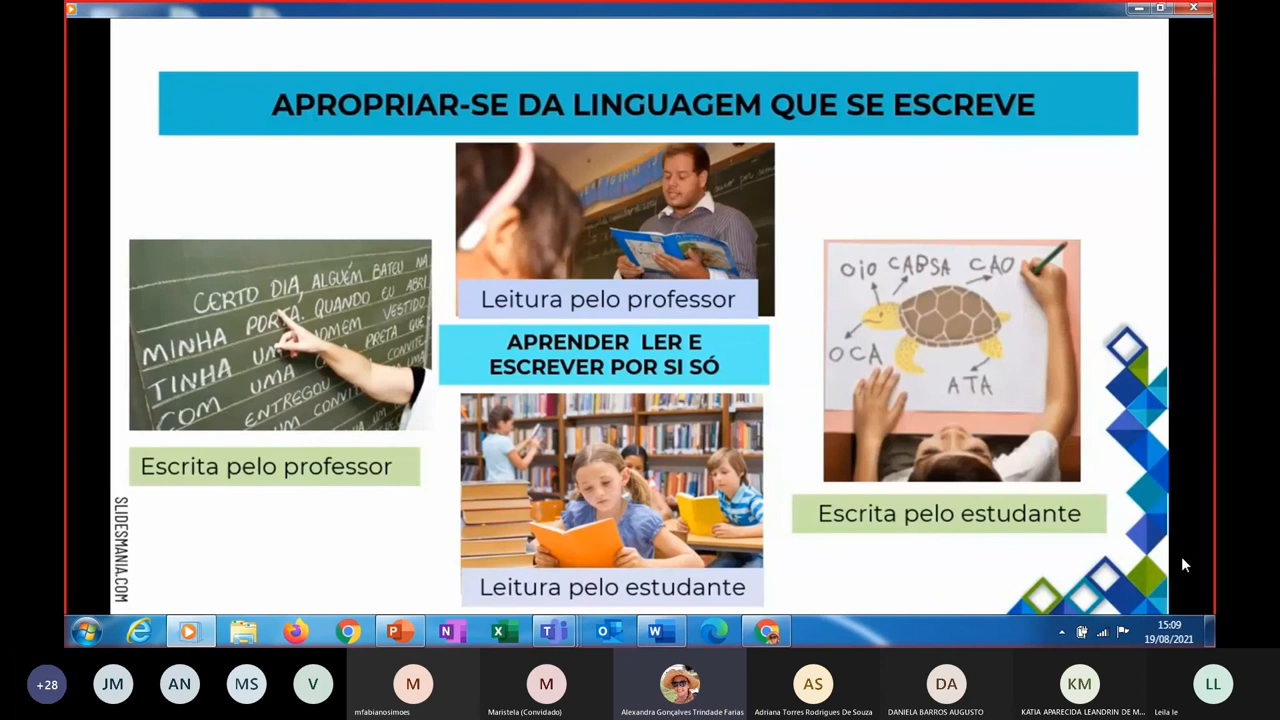 APROPRIAR-SE DA LINGUAGEM QUE SE ESCREVE
Leitura pelo professor
CERTO DIA, ALGUÉM BATEU NA
MINHA PORTA. QUANDO EU ABRI
TINHA UM HOMEM VESTIDO
COM UMA PRETA QUE
ENTREGOU CONVITE
UM CONVI
Escrita pelo professor
APRENDER LER E
ESCREVER POR SI SÓ
Leitura pelo estudante
OiO CABSA CAO
OCA
ATA
Escrita pelo estudante
SLIDESMANIA.COM
15:09
19/08/2021
+28
JM
AN
MS
V
M
mfabianosimoes
M
Maristela (Convidado)
Alexandra Gonçalves Trindade Farias
AS
Adriana Torres Rodrigues De Souza
DA
DANIELA BARROS AUGUSTO
KM
KATIA APARECIDA LEANDRIN DE M...
LL
Leila le